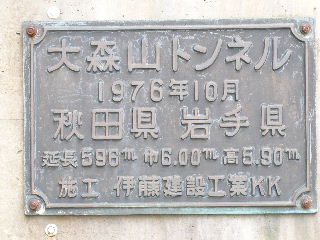 大森山トンネル
1976年10月
秋田県 岩手県
延長596m 巾6.00m 高5.90m
施工 伊藤建設工業KK